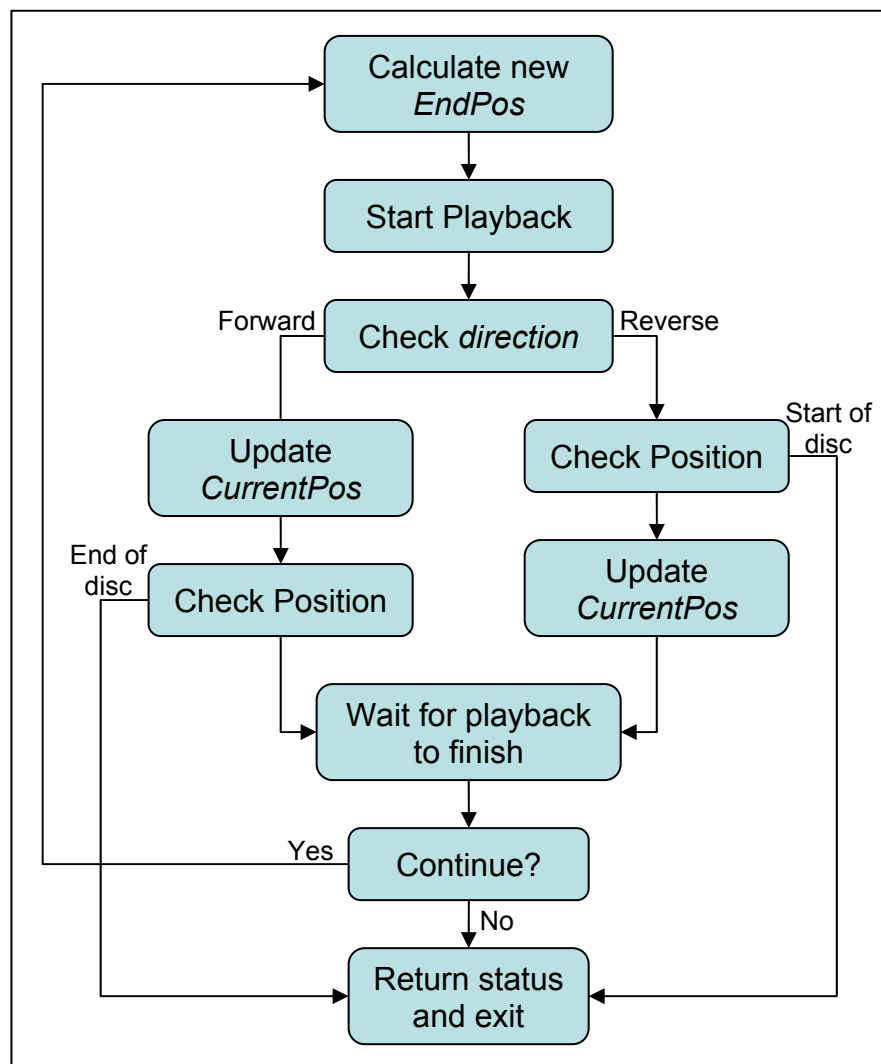 Calculate new
EndPos
Start Playback
Forward
Check direction
Reverse
Update
CurrentPos
Check Position
Start of
disc
End of
disc
Check Position
Update
CurrentPos
Wait for playback
to finish
Yes
Continue?
No
Return status
and exit